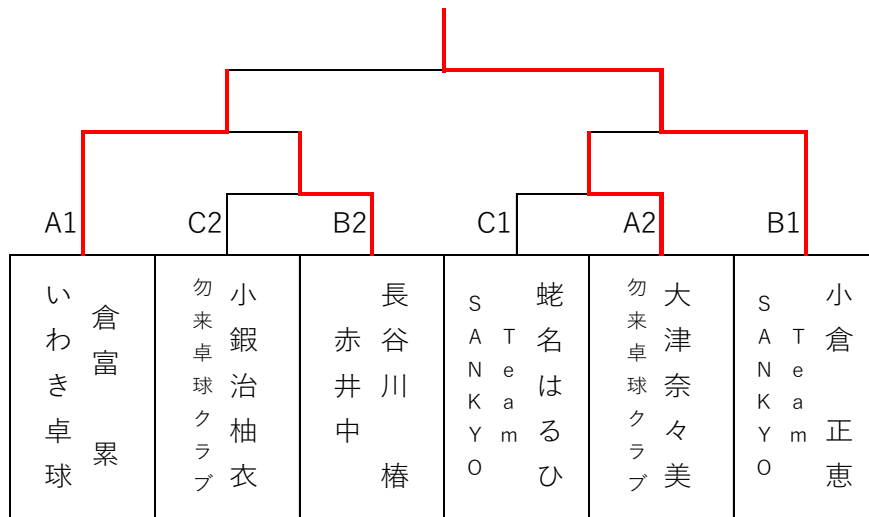 A1
C2
B2
C1
A2
B1
倉富 累
いわき卓球
小鍜治柚衣
勿来卓球クラブ
長谷川 椿
赤井中
蛯名はるひ
Team
SANKYO
大津奈々美
勿来卓球クラブ
小倉 正恵
Team
SANKYO